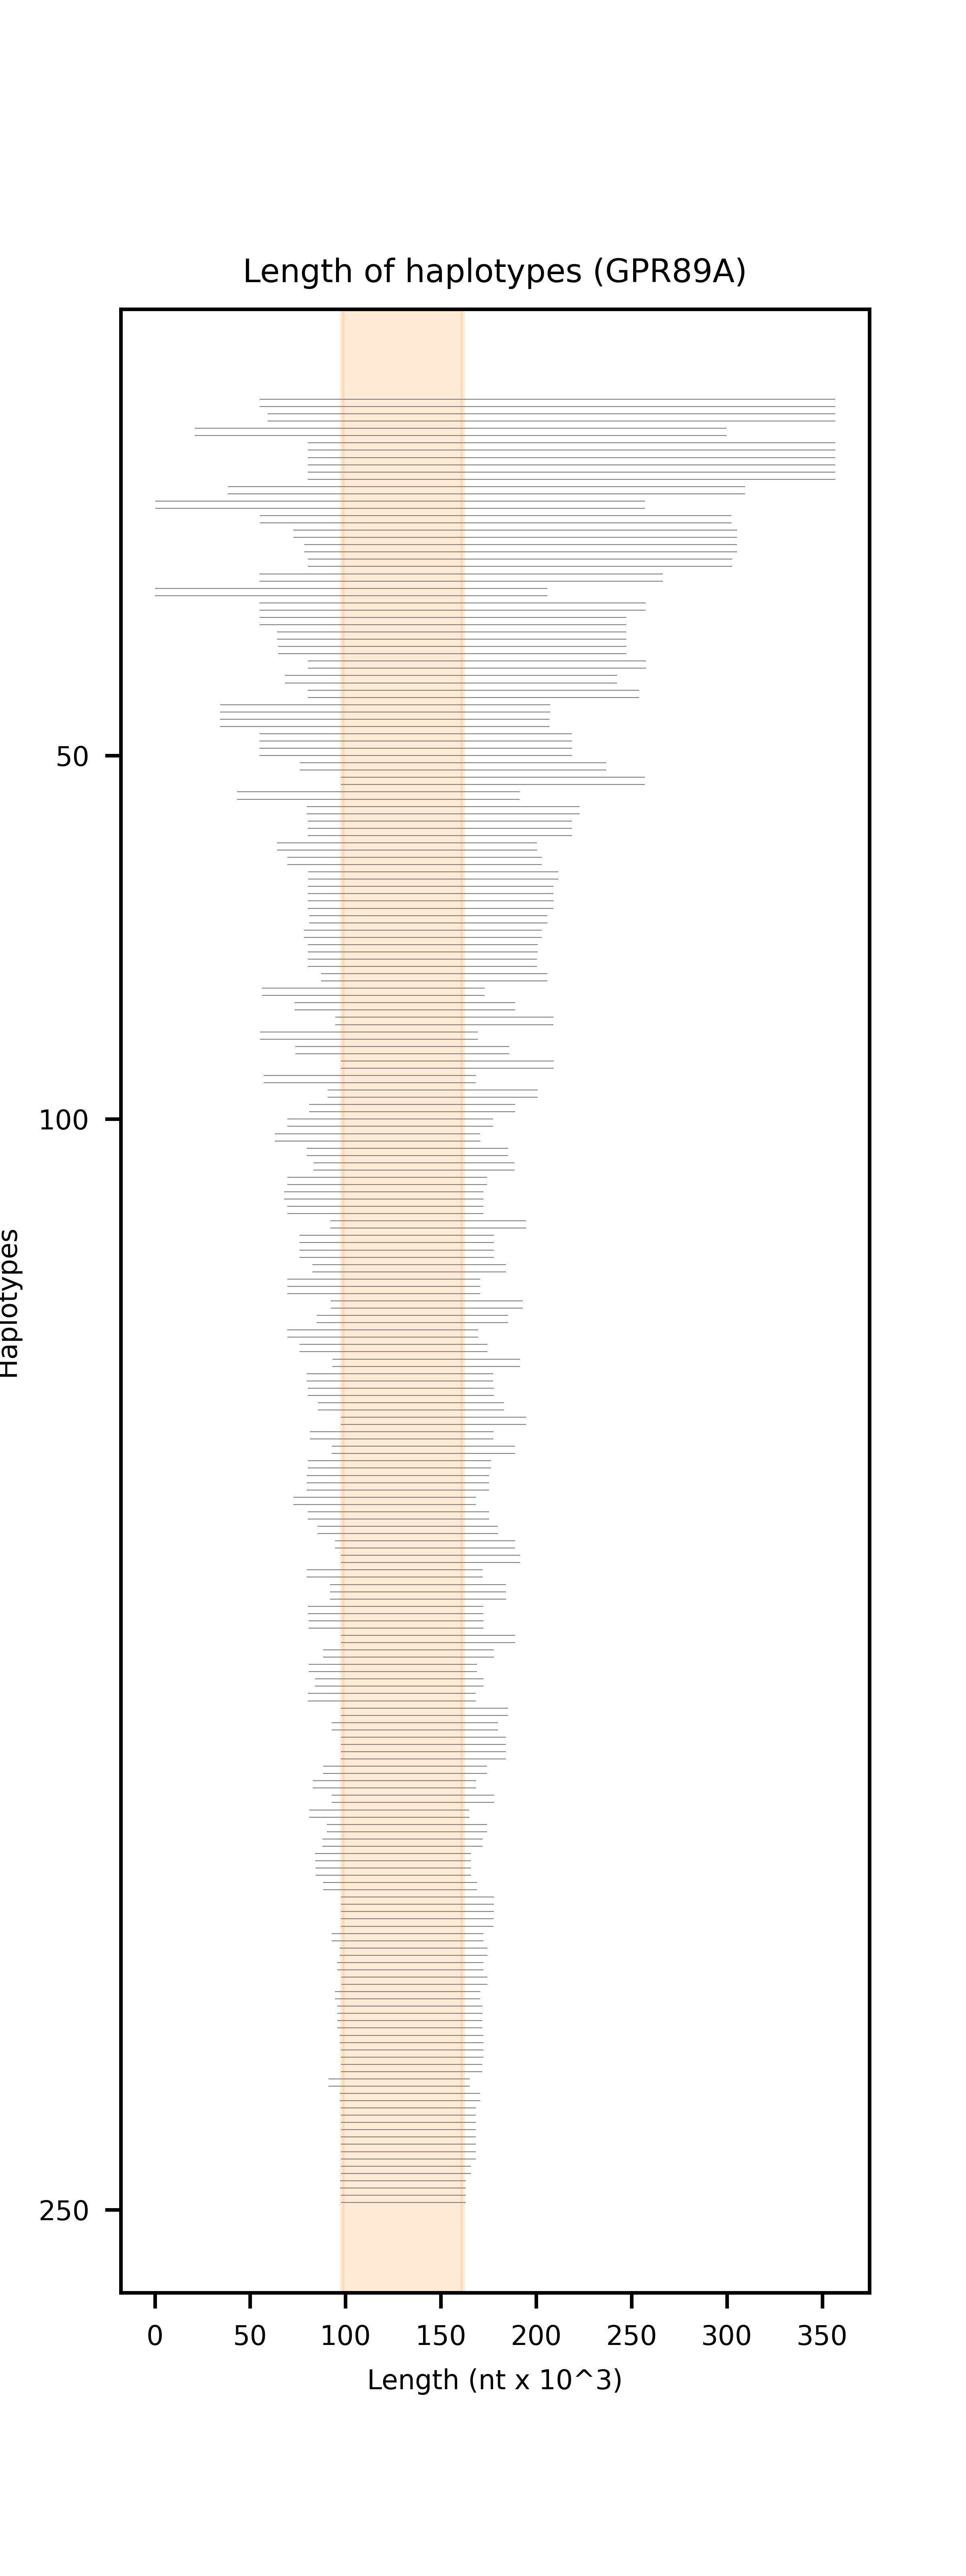 Length of haplotypes (GPR89A)
50
100
250
Haplotypes
0 50 100 150 200 250 300 350
Length (nt x 10^3)